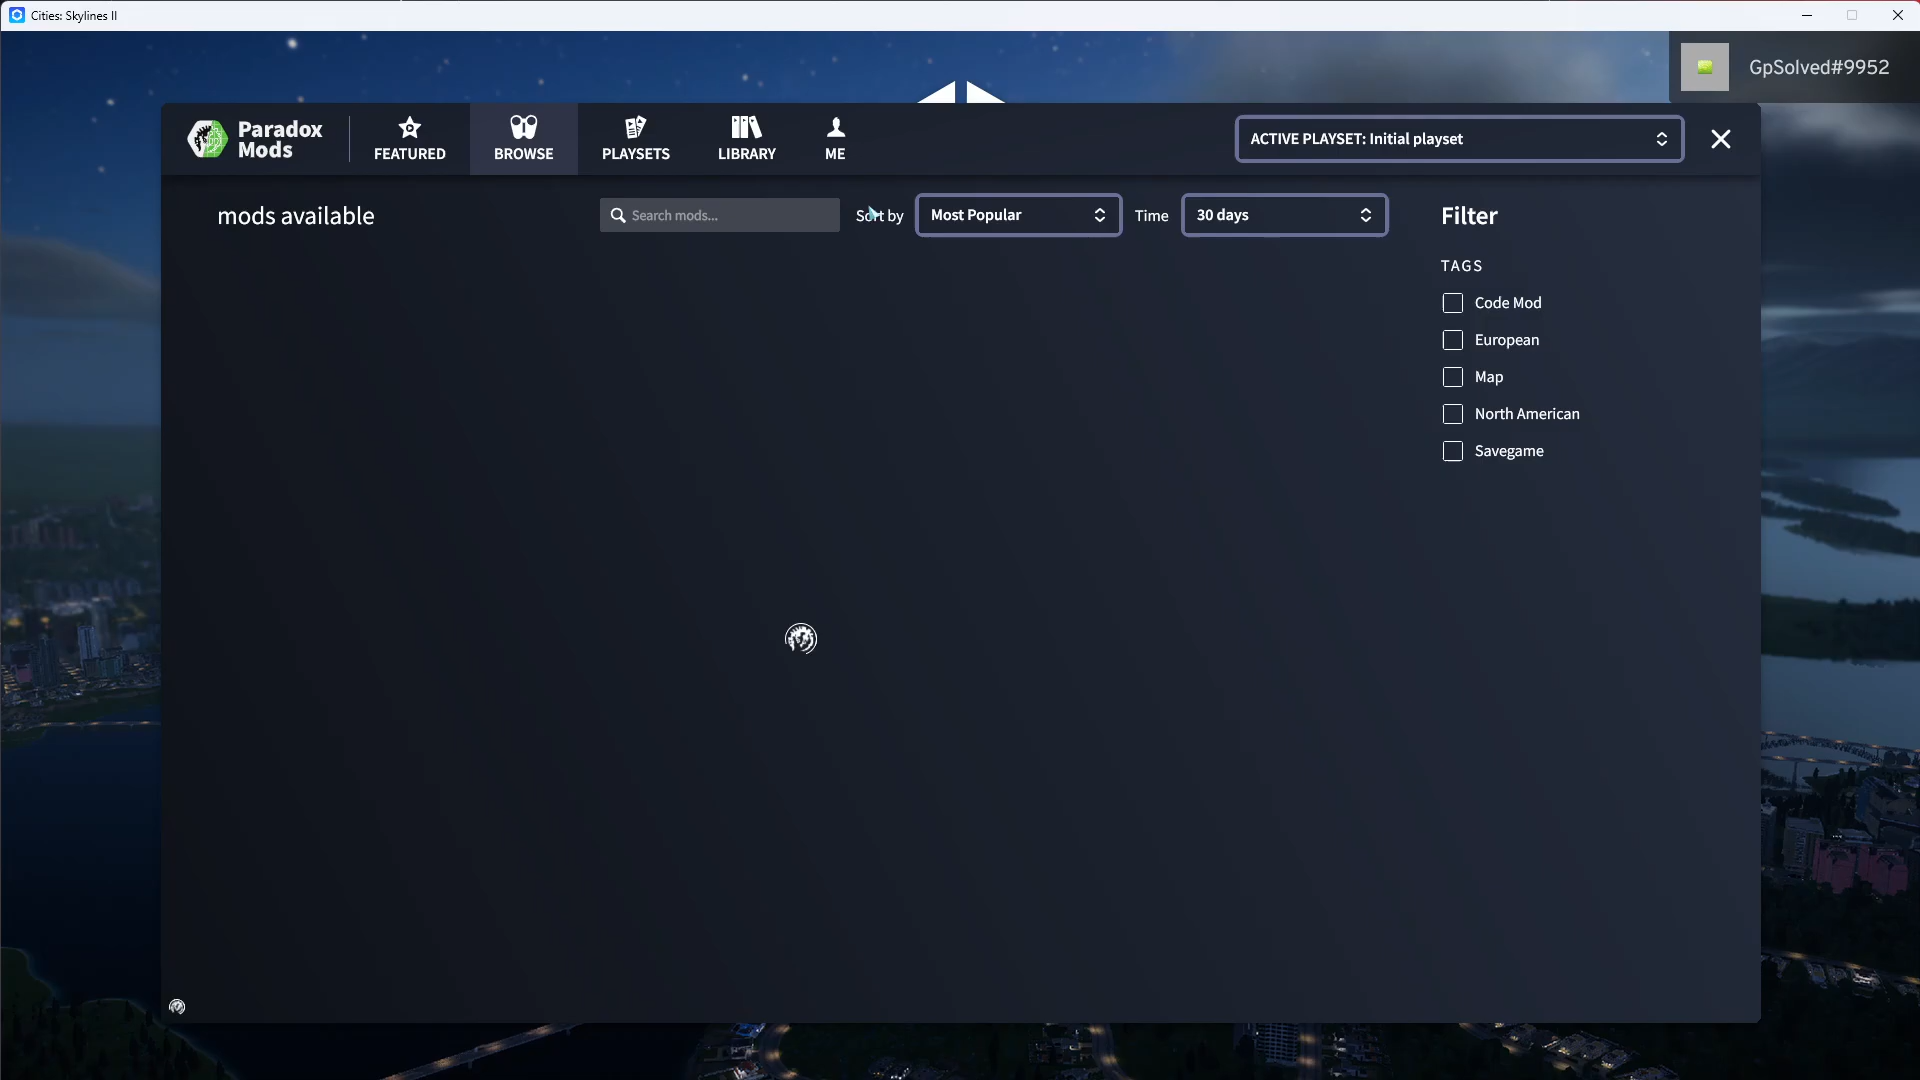 Cities: Skylines II
GpSolved#9952
Paradox
Mods
FEATURED
BROWSE
PLAYSETS
LIBRARY
ME
ACTIVE PLAYSET: Initial playset
mods available
Search mods...
Sort by
Most Popular
Time
30 days
Filter
TAGS
Code Mod
European
Map
North American
Savegame